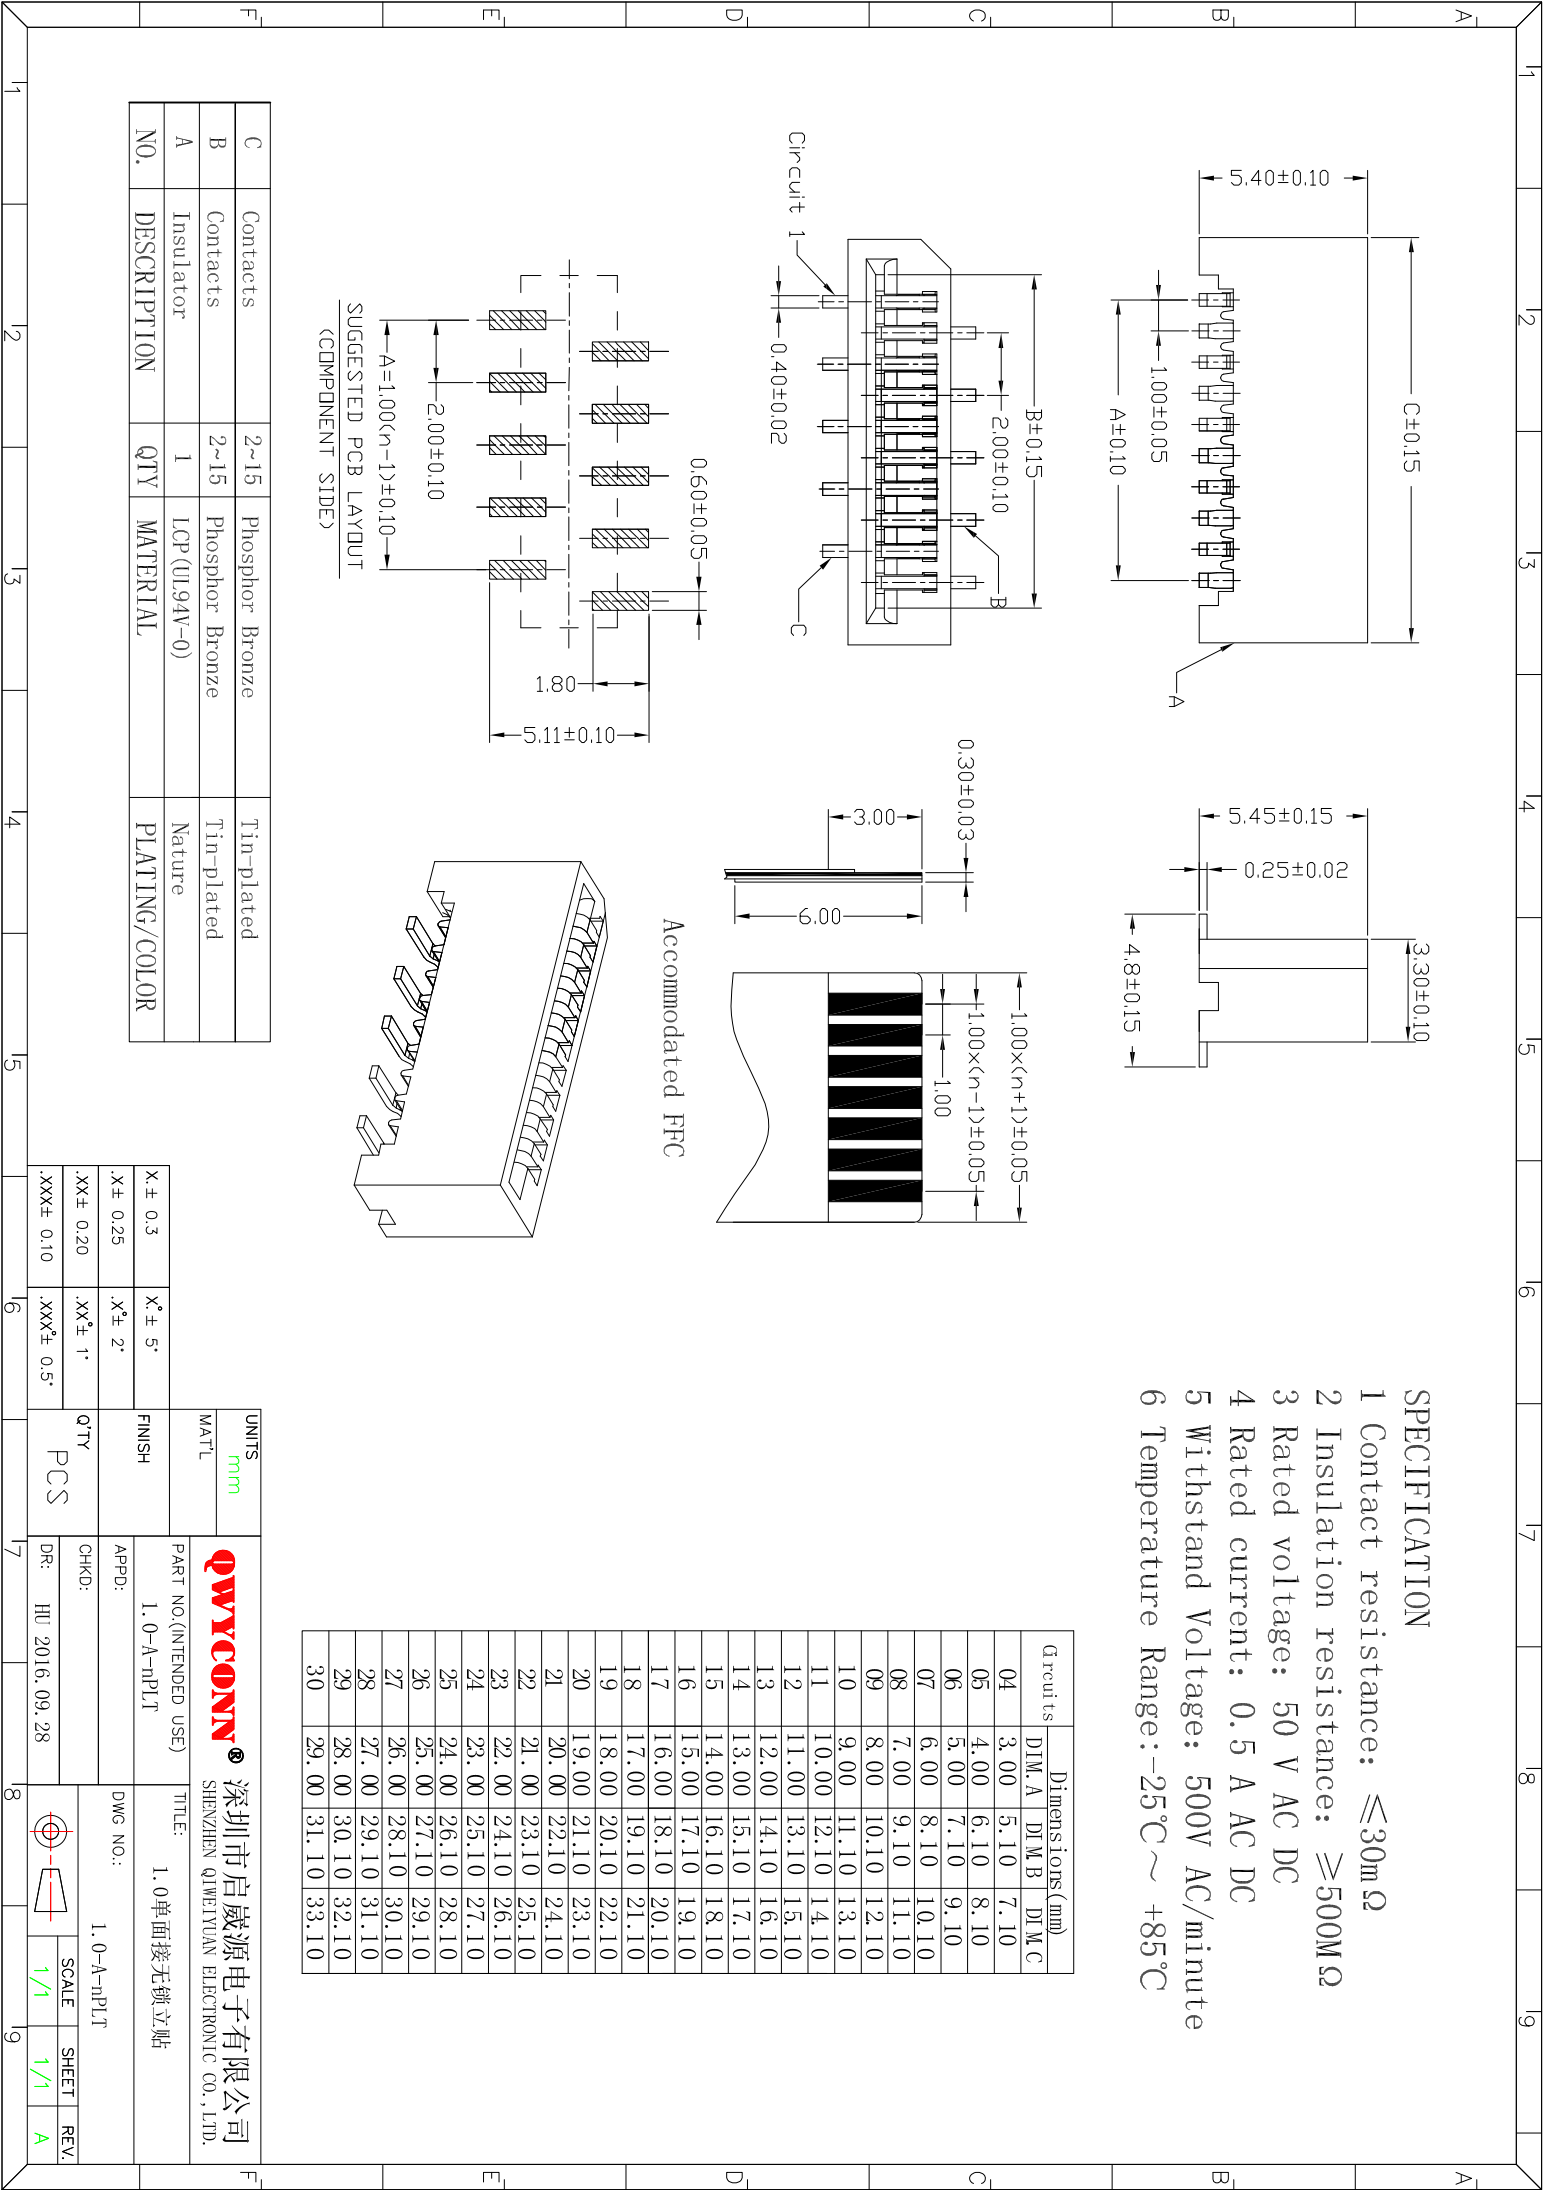 A
B
C
D
E
F
1
2
3
4
5
6
7
8
9
C±0.15
5.40±0.10
1.00±0.05
A±0.10
A
3.30±0.10
5.45±0.15
0.25±0.02
4.8±0.15
SPECIFICATION
1 Contact resistance: ≤30mΩ
2 Insulation resistance: ≥500MΩ
3 Rated voltage: 50 V AC DC
4 Rated current: 0.5 A AC DC
5 Withstand Voltage: 500V AC/minute
6 Temperature Range:-25℃~ +85℃
B±0.15
2.00±0.10
B
Circuit 1
0.40±0.02
C
1.00x(n+1)±0.05
1.00x(n-1)±0.05
1.00
0.30±0.03
3.00
6.00
Accommodated FFC
0.60±0.05
1.80
5.11±0.10
2.00±0.10
A=1.00(n-1)±0.10
SUGGESTED PCB LAYOUT
(COMPONENT SIDE)
Circuits Dimensions(mm)
DIM.A DIM.B DIM.C
04 3.00 5.10 7.10
05 4.00 6.10 8.10
06 5.00 7.10 9.10
07 6.00 8.10 10.10
08 7.00 9.10 11.10
09 8.00 10.10 12.10
10 9.00 11.10 13.10
11 10.00 12.10 14.10
12 11.00 13.10 15.10
13 12.00 14.10 16.10
14 13.00 15.10 17.10
15 14.00 16.10 18.10
16 15.00 17.10 19.10
17 16.00 18.10 20.10
18 17.00 19.10 21.10
19 18.00 20.10 22.10
20 19.00 21.10 23.10
21 20.00 22.10 24.10
22 21.00 23.10 25.10
23 22.00 24.10 26.10
24 23.00 25.10 27.10
25 24.00 26.10 28.10
26 25.00 27.10 29.10
27 26.00 28.10 30.10
28 27.00 29.10 31.10
29 28.00 30.10 32.10
30 29.00 31.10 33.10
C Contacts 2~15 Phosphor Bronze Tin-plated
B Contacts 2~15 Phosphor Bronze Tin-plated
A Insulator 1 LCP(UL94V-0) Nature
NO. DESCRIPTION QTY MATERIAL PLATING/COLOR
X.± 0.3 X.°± 5°
.X± 0.25 .X°± 2°
.XX± 0.20 .XX°± 1°
.XXX± 0.10 .XXX°± 0.5°
UNITS mm
MAT'L
FINISH
Q'TY PCS
QWYCONN® 深圳市启崴源电子有限公司
SHENZHEN QIWEIYUAN ELECTRONIC CO.,LTD.
PART NO.(INTENDED USE)
1.0-A-nPLT
TITLE:
1.0单面接无锁立贴
APPD:
CHKD:
DR: HU 2016.09.28
DWG NO.:
1.0-A-nPLT
SCALE SHEET REV.
1/1 1/1 A
1
2
3
4
5
6
7
8
9
A
B
C
D
E
F